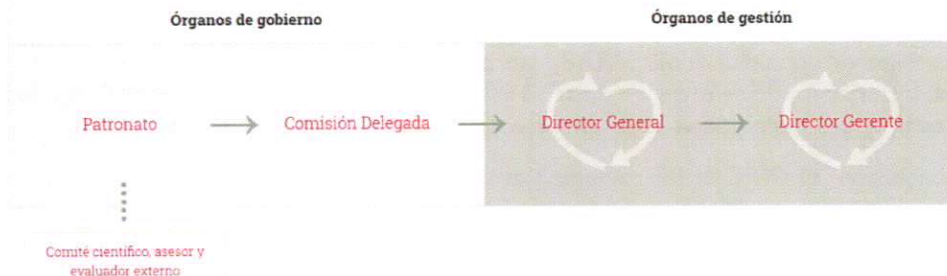 Órganos de gobierno
Órganos de gestión
Patronato
Comisión Delegada
Director General
Director Gerente
Comité científico, asesor y
evaluador externo